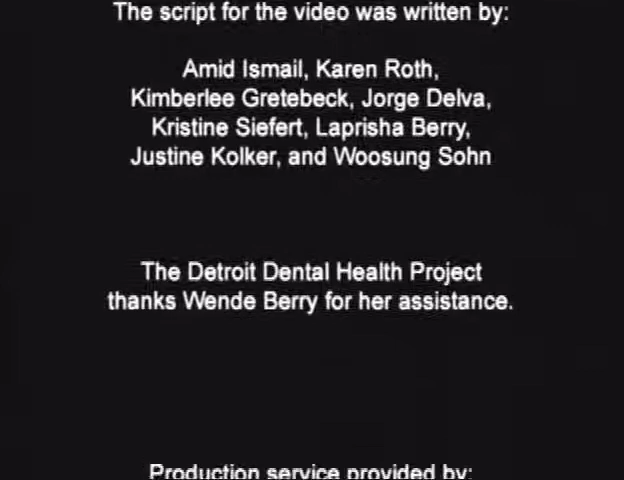 The script for the video was written by:
Amid Ismail, Karen Roth,
Kimberlee Gretebeck, Jorge Delva,
Kristine Siefert, Laprisha Berry,
Justine Kolker, and Woosung Sohn
The Detroit Dental Health Project
thanks Wende Berry for her assistance.
Production service provided by: